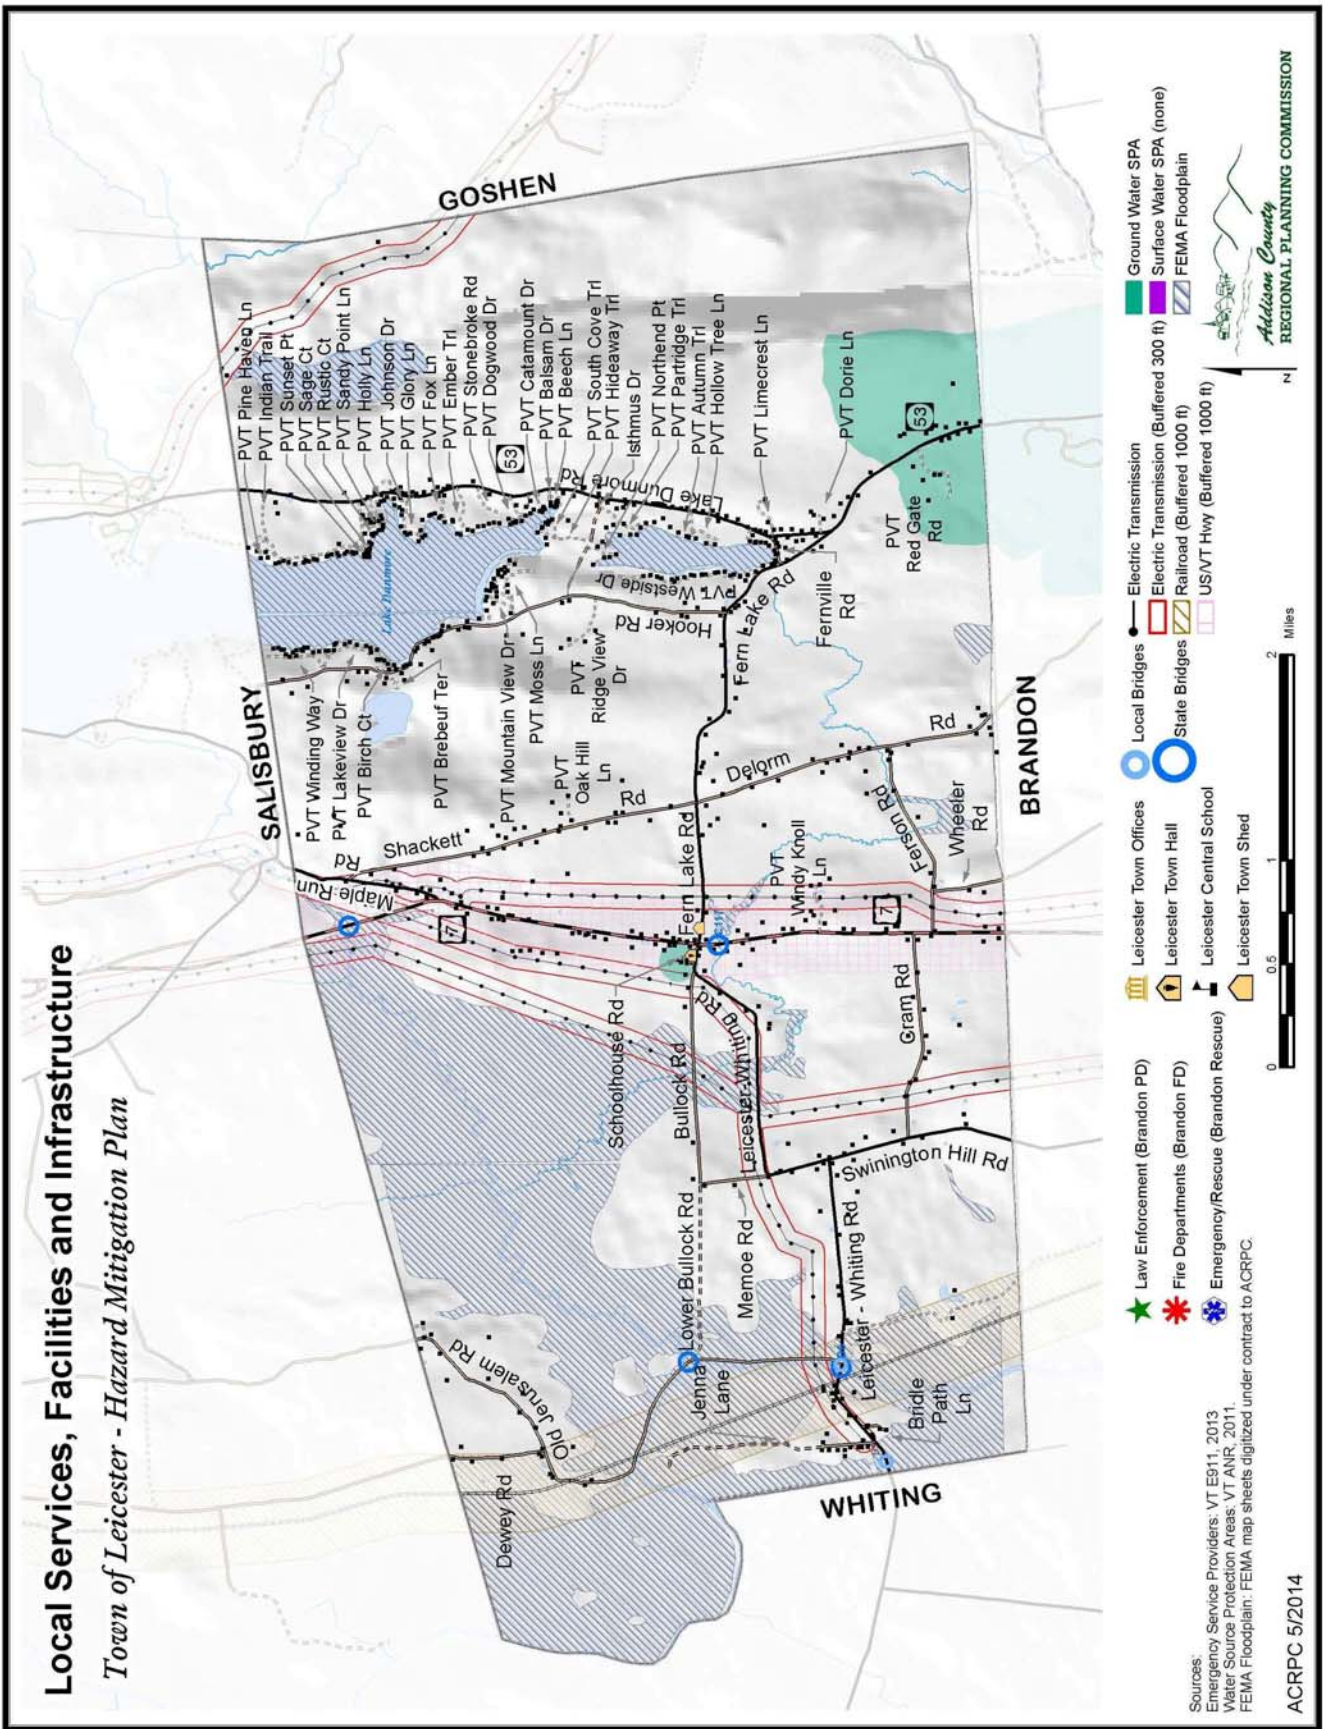 Local Services, Facilities and Infrastructure
Town of Leicester - Hazard Mitigation Plan
SALISBURY
GOSHEN
WHITING
BRANDON
PVT Pine Haven Ln
PVT Indian Trail
PVT Sunset Pt
PVT Sage Ct
PVT Rustic Ct
PVT Sandy Point Ln
PVT Holly Ln
PVT Johnson Dr
PVT Glory Ln
PVT Fox Ln
PVT Ember Trl
PVT Stonebroke Rd
PVT Dogwood Dr
53
PVT Catamount Dr
PVT Balsam Dr
PVT Beech Ln
PVT South Cove Trl
PVT Hideaway Trl
Isthmus Dr
PVT Northend Pt
PVT Partridge Trl
PVT Autumn Trl
PVT Hollow Tree Ln
PVT Limecrest Ln
PVT Dorie Ln
53
Lake Dunmore Rd
Lake Dunmore
PVT Westside Dr
Hooker Rd
Fern Lake Rd
Fernville
Rd
PVT
Red Gate
Rd
PVT Winding Way
PVT Lakeview Dr
PVT Birch Ct
PVT Brebeuf Ter
PVT Mountain View Dr
PVT Moss Ln
PVT
Ridge View
Dr
PVT
Oak Hill
Ln
Shackett
Rd
Rd
Maple Run
7
Delorm
Rd
Fern Lake Rd
PVT
Windy Knoll
Ln
Ferson Rd
Wheeler
Rd
7
Schoolhouse Rd
Bullock Rd
Leicester-Whiting Rd
Cram Rd
Swinington Hill Rd
Lower Bullock Rd
Memoe Rd
Leicester - Whiting Rd
Jenna
Lane
Bridle
Path
Ln
Old Jerusalem Rd
Dewey Rd
Law Enforcement (Brandon PD)
Fire Departments (Brandon FD)
Emergency/Rescue (Brandon Rescue)
Leicester Town Offices
Leicester Town Hall
Leicester Central School
Leicester Town Shed
Local Bridges
State Bridges
Electric Transmission
Electric Transmission (Buffered 300 ft)
Railroad (Buffered 1000 ft)
US/VT Hwy (Buffered 1000 ft)
Ground Water SPA
Surface Water SPA (none)
FEMA Floodplain
0 0.5 1 2
Miles
N
Addison County
REGIONAL PLANNING COMMISSION
Sources:
Emergency Service Providers: VT E911, 2013
Water Source Protection Areas: VT ANR, 2011.
FEMA Floodplain: FEMA map sheets digitized under contract to ACRPC.
ACRPC 5/2014